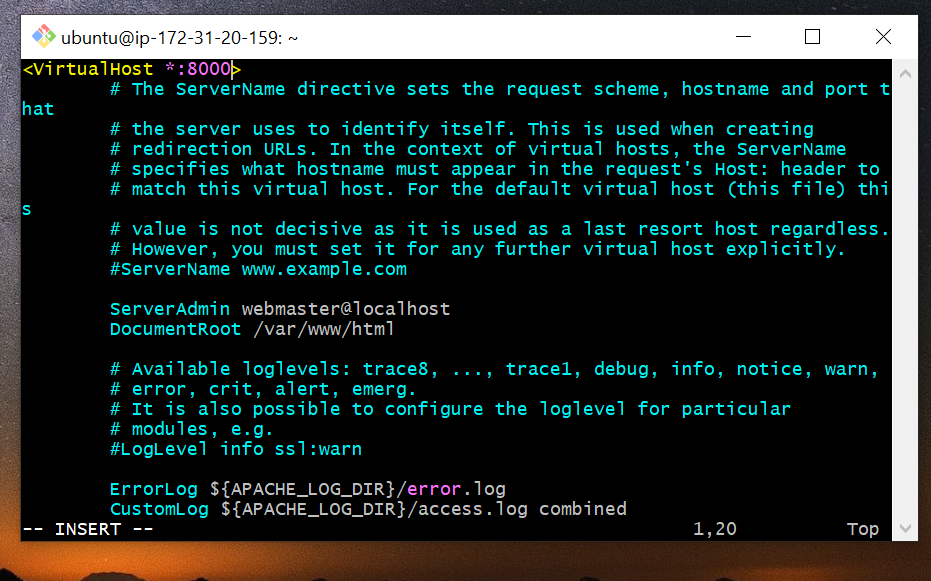 ubuntu@ip-172-31-20-159: ~
<VirtualHost *:8000>
        # The ServerName directive sets the request scheme, hostname and port t
hat
        # the server uses to identify itself. This is used when creating
        # redirection URLs. In the context of virtual hosts, the ServerName
        # specifies what hostname must appear in the request's Host: header to
        # match this virtual host. For the default virtual host (this file) thi
s
        # value is not decisive as it is used as a last resort host regardless.
        # However, you must set it for any further virtual host explicitly.
        #ServerName www.example.com

        ServerAdmin webmaster@localhost
        DocumentRoot /var/www/html

        # Available loglevels: trace8, ..., trace1, debug, info, notice, warn,
        # error, crit, alert, emerg.
        # It is also possible to configure the loglevel for particular
        # modules, e.g.
        #LogLevel info ssl:warn

        ErrorLog ${APACHE_LOG_DIR}/error.log
        CustomLog ${APACHE_LOG_DIR}/access.log combined
-- INSERT --                                                 1,20          Top